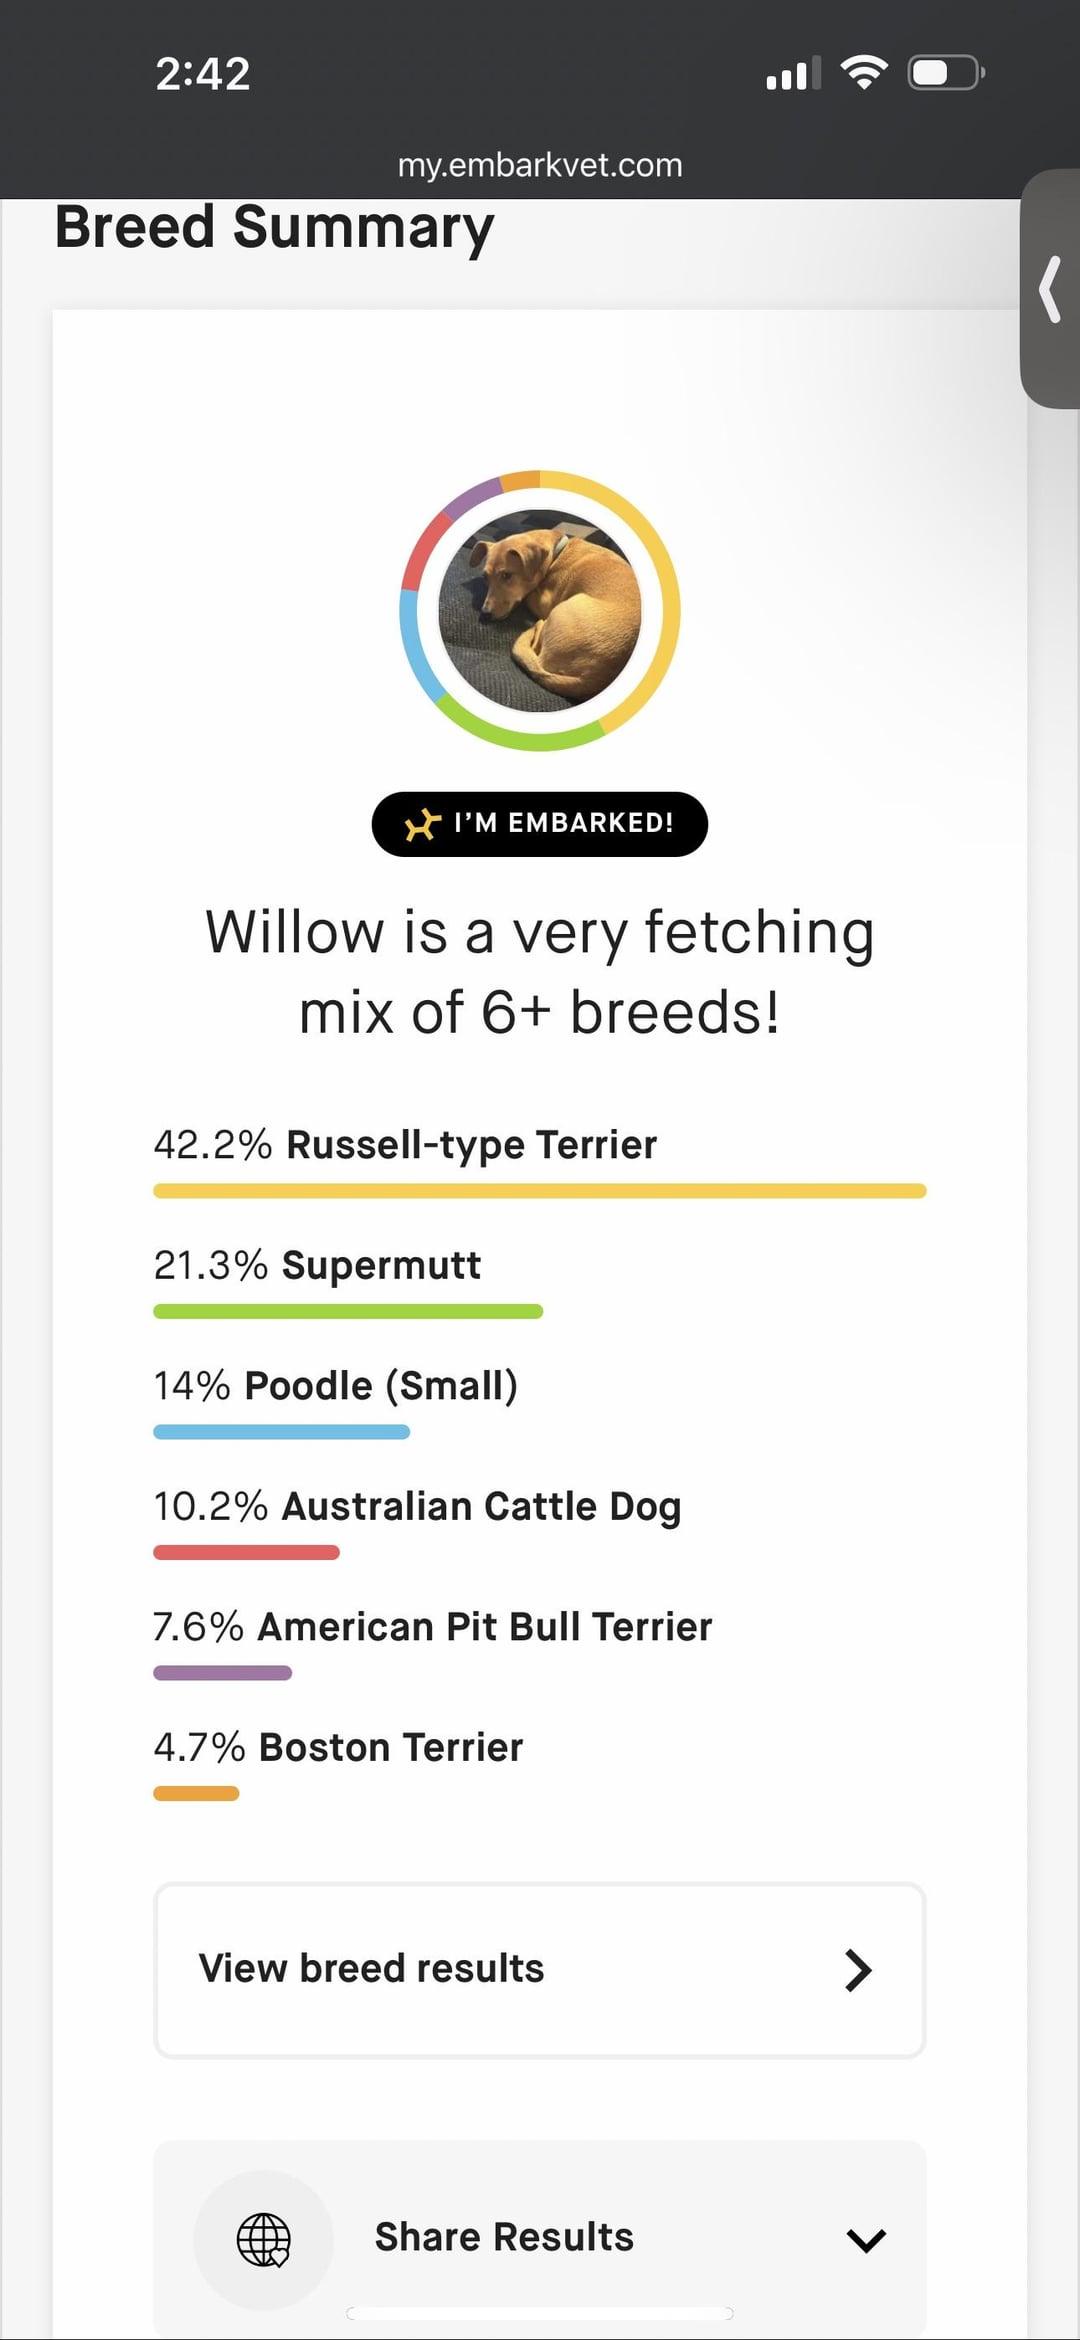 2:42
my.embarkvet.com
Breed Summary
I'M EMBARKED!
Willow is a very fetching
mix of 6+ breeds!
42.2% Russell-type Terrier
21.3% Supermutt
14% Poodle (Small)
10.2% Australian Cattle Dog
7.6% American Pit Bull Terrier
4.7% Boston Terrier
View breed results
Share Results